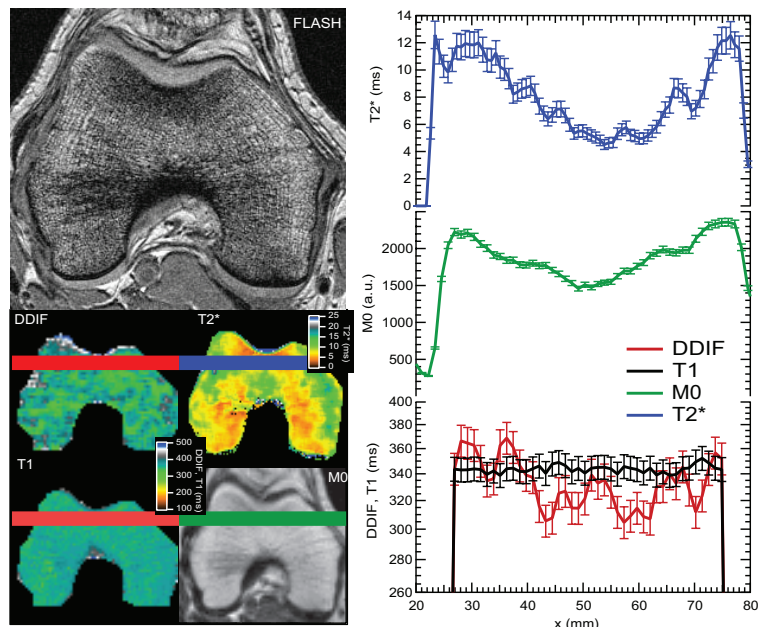 FLASH
DDIF
T2*
25
20
15
10
5
0
T2* (ms)
T1
500
400
300
200
100
DDIF, T1 (ms)
M0
14
12
10
8
6
4
2
0
T2* (ms)
2000
1500
1000
500
M0 (a.u.)
DDIF
T1
M0
T2*
400
360
340
320
300
260
DDIF, T1 (ms)
20 30 40 50 60 70 80
x (mm)